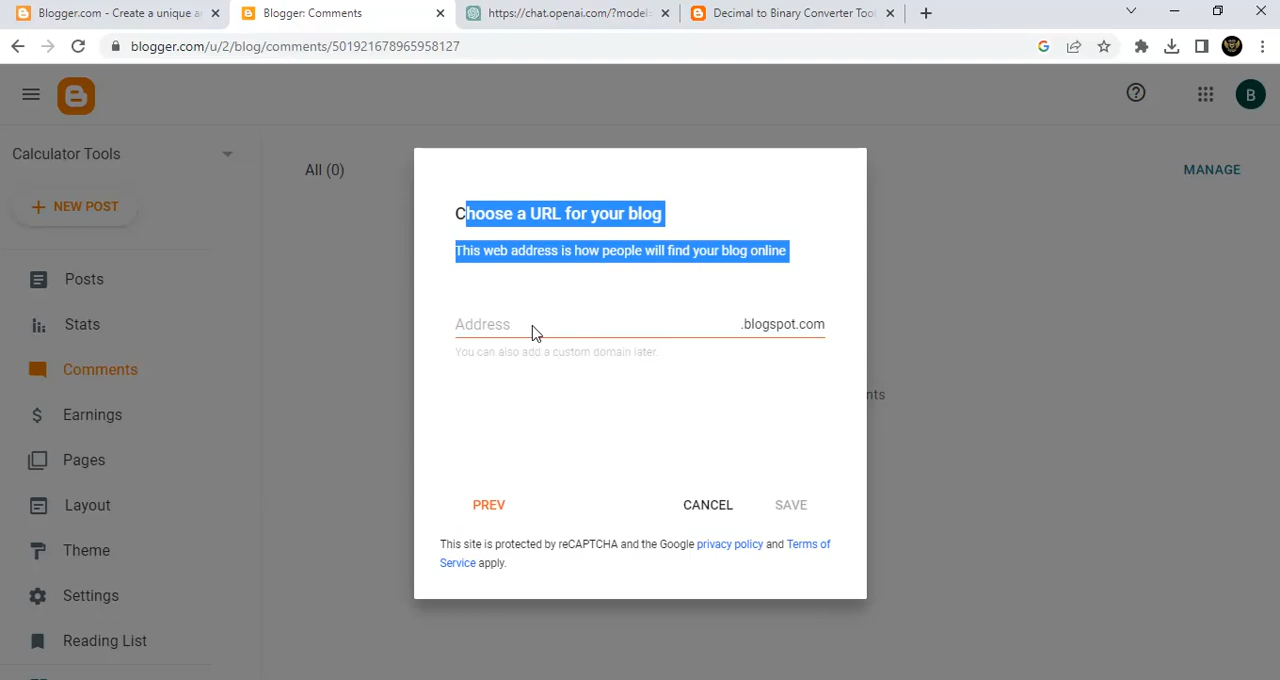 Blogger.com - Create a unique a
Blogger: Comments
https://chat.openai.com/?model=
Decimal to Binary Converter Tool
blogger.com/u/2/blog/comments/501921678965958127
B
Calculator Tools
All (0)
MANAGE
NEW POST
Posts
Stats
Comments
Earnings
Pages
Layout
Theme
Settings
Reading List
nts
Choose a URL for your blog
This web address is how people will find your blog online
Address
.blogspot.com
You can also add a custom domain later.
PREV
CANCEL
SAVE
This site is protected by reCAPTCHA and the Google privacy policy and Terms of
Service apply.